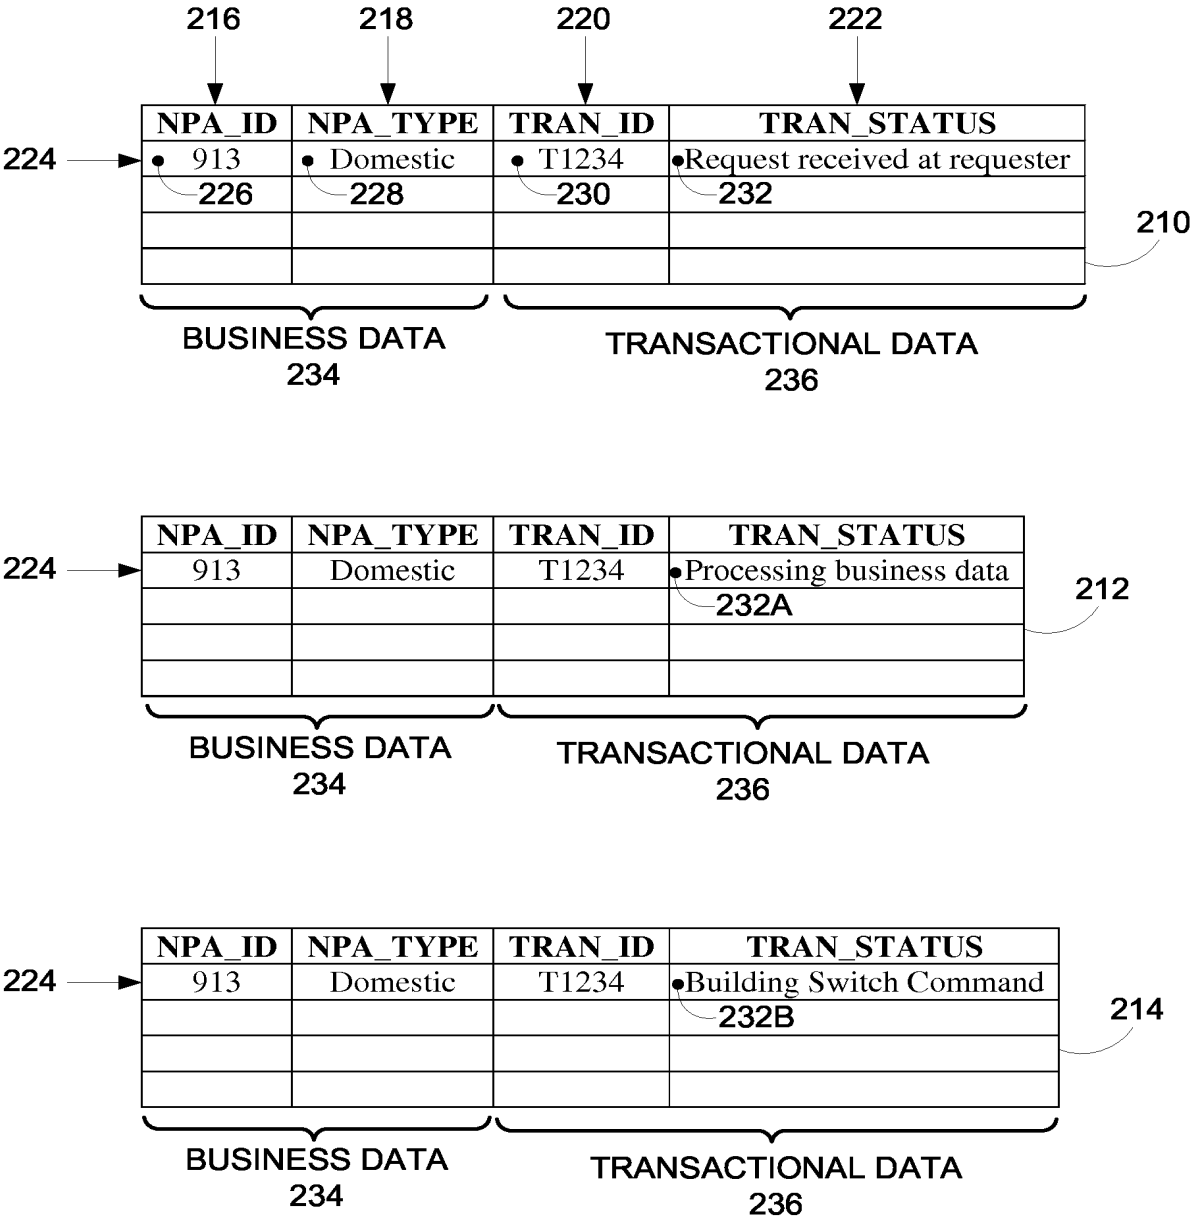 216 218 220 222
NPA_ID NPA_TYPE TRAN_ID TRAN_STATUS
224 913 Domestic T1234 Request received at requester
226 228 230 232
210
BUSINESS DATA TRANSACTIONAL DATA
234 236
NPA_ID NPA_TYPE TRAN_ID TRAN_STATUS
224 913 Domestic T1234 Processing business data
232A 212
BUSINESS DATA TRANSACTIONAL DATA
234 236
NPA_ID NPA_TYPE TRAN_ID TRAN_STATUS
224 913 Domestic T1234 Building Switch Command
232B 214
BUSINESS DATA TRANSACTIONAL DATA
234 236